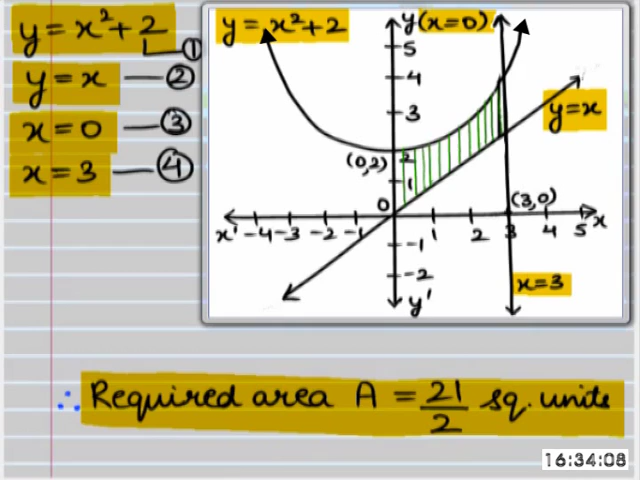 y = x² + 2 — ①
y = x — ②
x = 0 — ③
x = 3 — ④
y = x² + 2
y (x = 0)
5
4
3
2
1
(0,2)
y = x
0
(3,0)
x' -4 -3 -2 -1 1 2 3 4 5 x
-1
-2
y'
x = 3
∴ Required area A = 21/2 sq. units
16:34:08